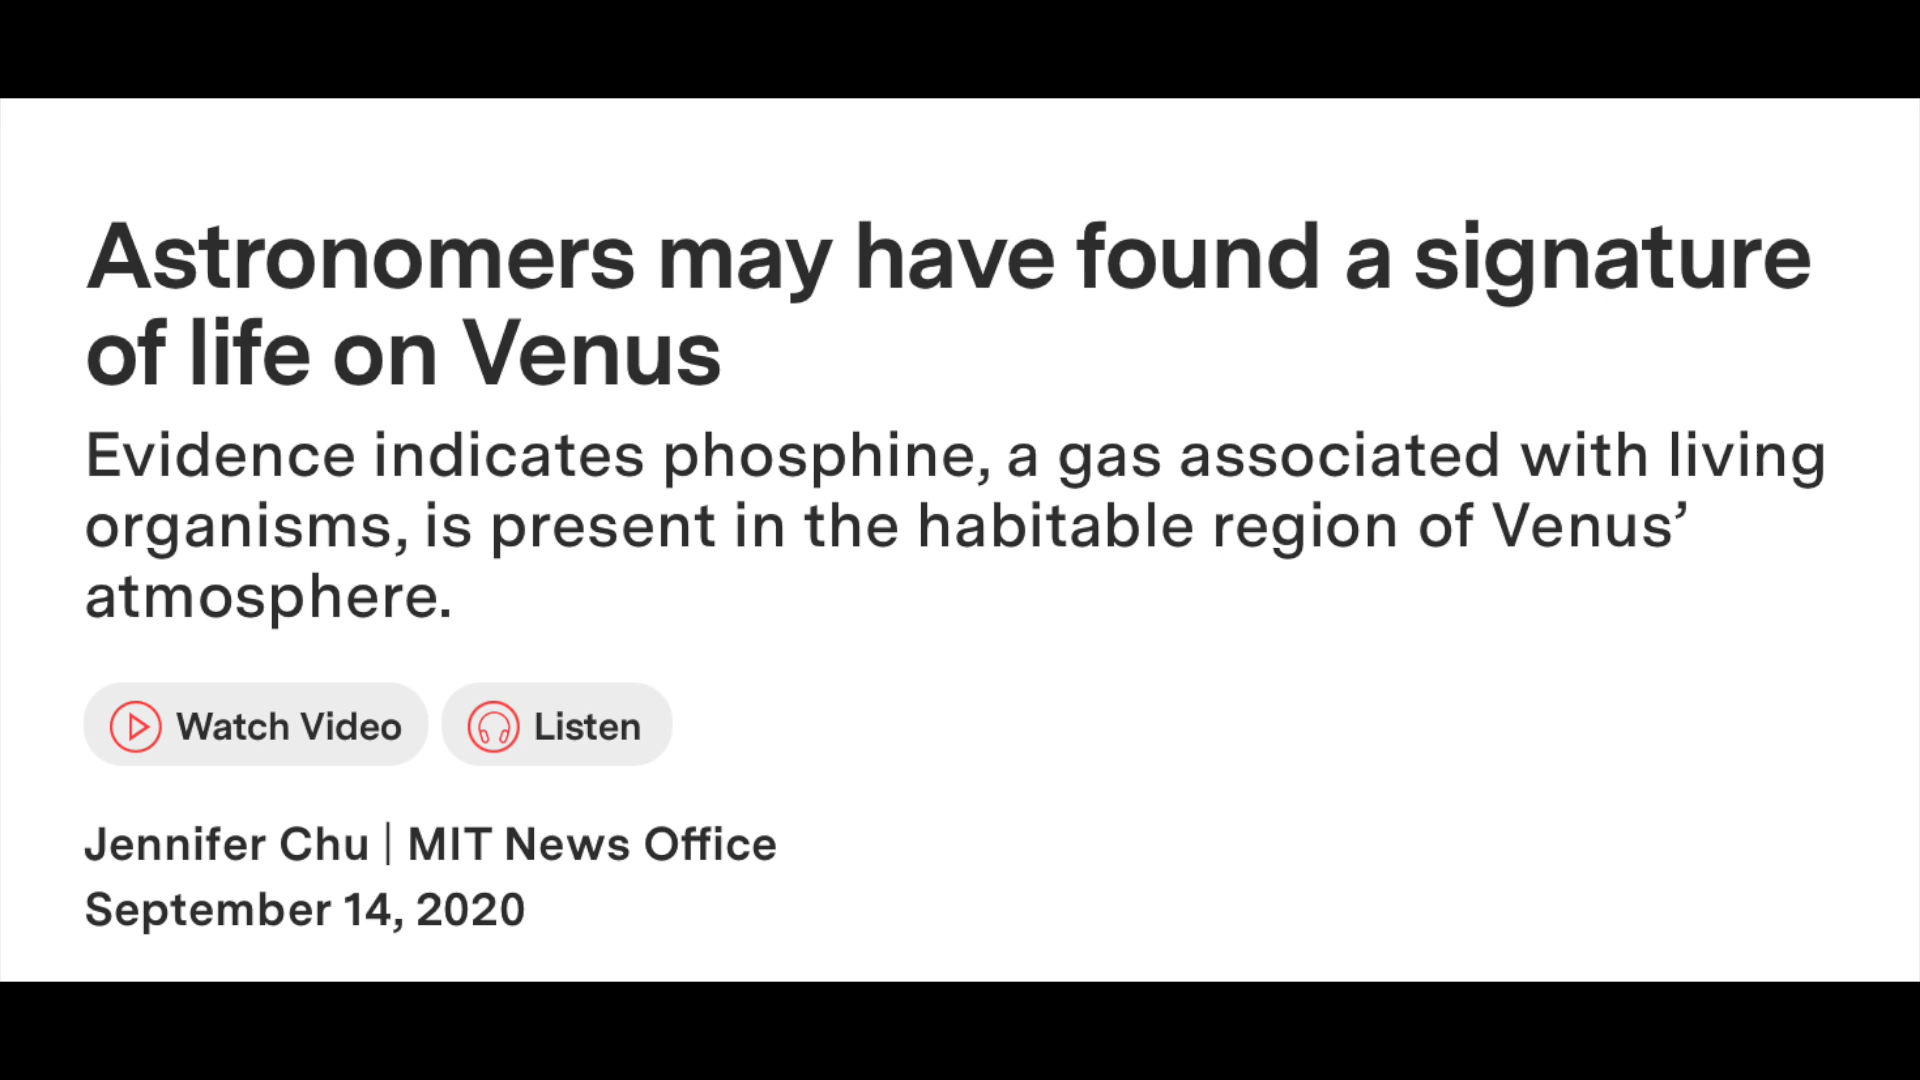 Astronomers may have found a signature
of life on Venus
Evidence indicates phosphine, a gas associated with living
organisms, is present in the habitable region of Venus’
atmosphere.
Watch Video Listen
Jennifer Chu | MIT News Office
September 14, 2020